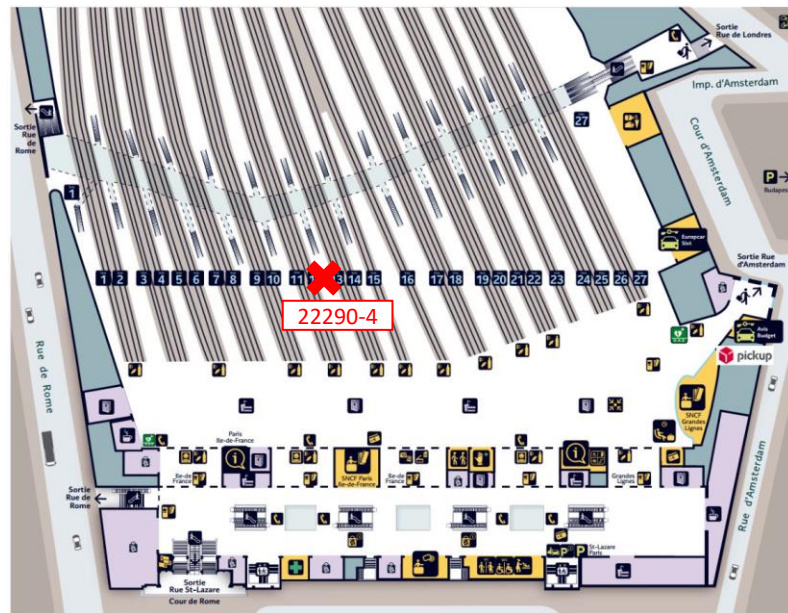 Sortie
Rue de Londres
Imp. d'Amsterdam
Cour d'Amsterdam
27
Sortie
Rue
de
Rome
1
P
Budapest
Europcar
Sixt
Sortie Rue
d'Amsterdam
1 2 3 4 5 6 7 8 9 10 11 13 14 15 16 17 18 19 20 21 22 23 24 25 26 27
22290-4
Avis
Budget
pickup
Rue de Rome
SNCF
Grandes
Lignes
Paris
Ile-de-France
Ile-de
France
SNCF Paris
Ile-de-France
Ile-de
France
Grandes
Lignes
Sortie
Rue de
Rome
Rue d'Amsterdam
St-Lazare
Paris
P P
Sortie
Rue St-Lazare
Cour de Rome